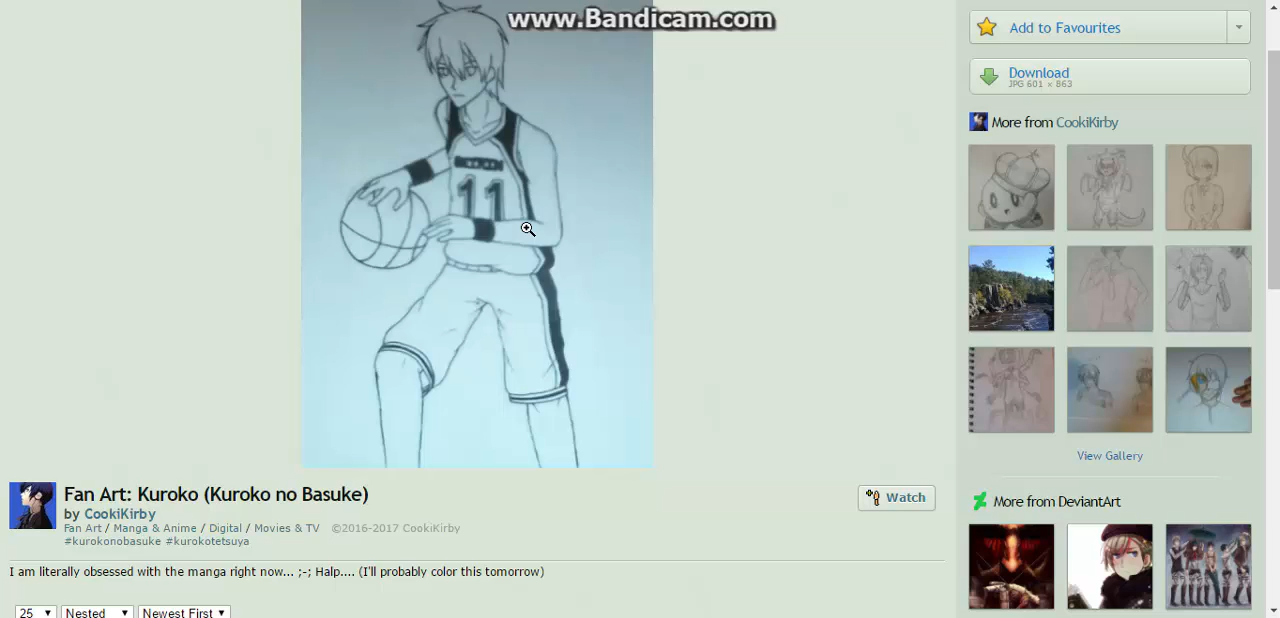 www.Bandicam.com
Add to Favourites
Download
JPG 601 × 863
More from CookiKirby
11
View Gallery
Fan Art: Kuroko (Kuroko no Basuke)
by CookiKirby
Fan Art / Manga & Anime / Digital / Movies & TV ©2016-2017 CookiKirby
#kurokonobasuke #kurokotetsuya
Watch
More from DeviantArt
I am literally obsessed with the manga right now... ;-; Halp.... (I'll probably color this tomorrow)
25 Nested Newest First